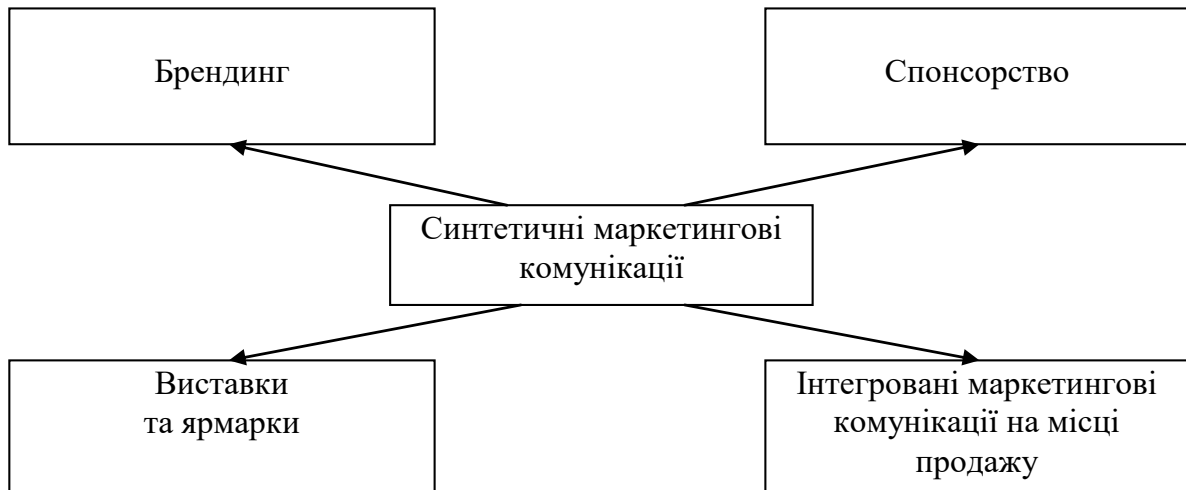 Брендинг
Спонсорство
Синтетичні маркетингові
комунікації
Виставки
та ярмарки
Інтегровані маркетингові
комунікації на місці
продажу